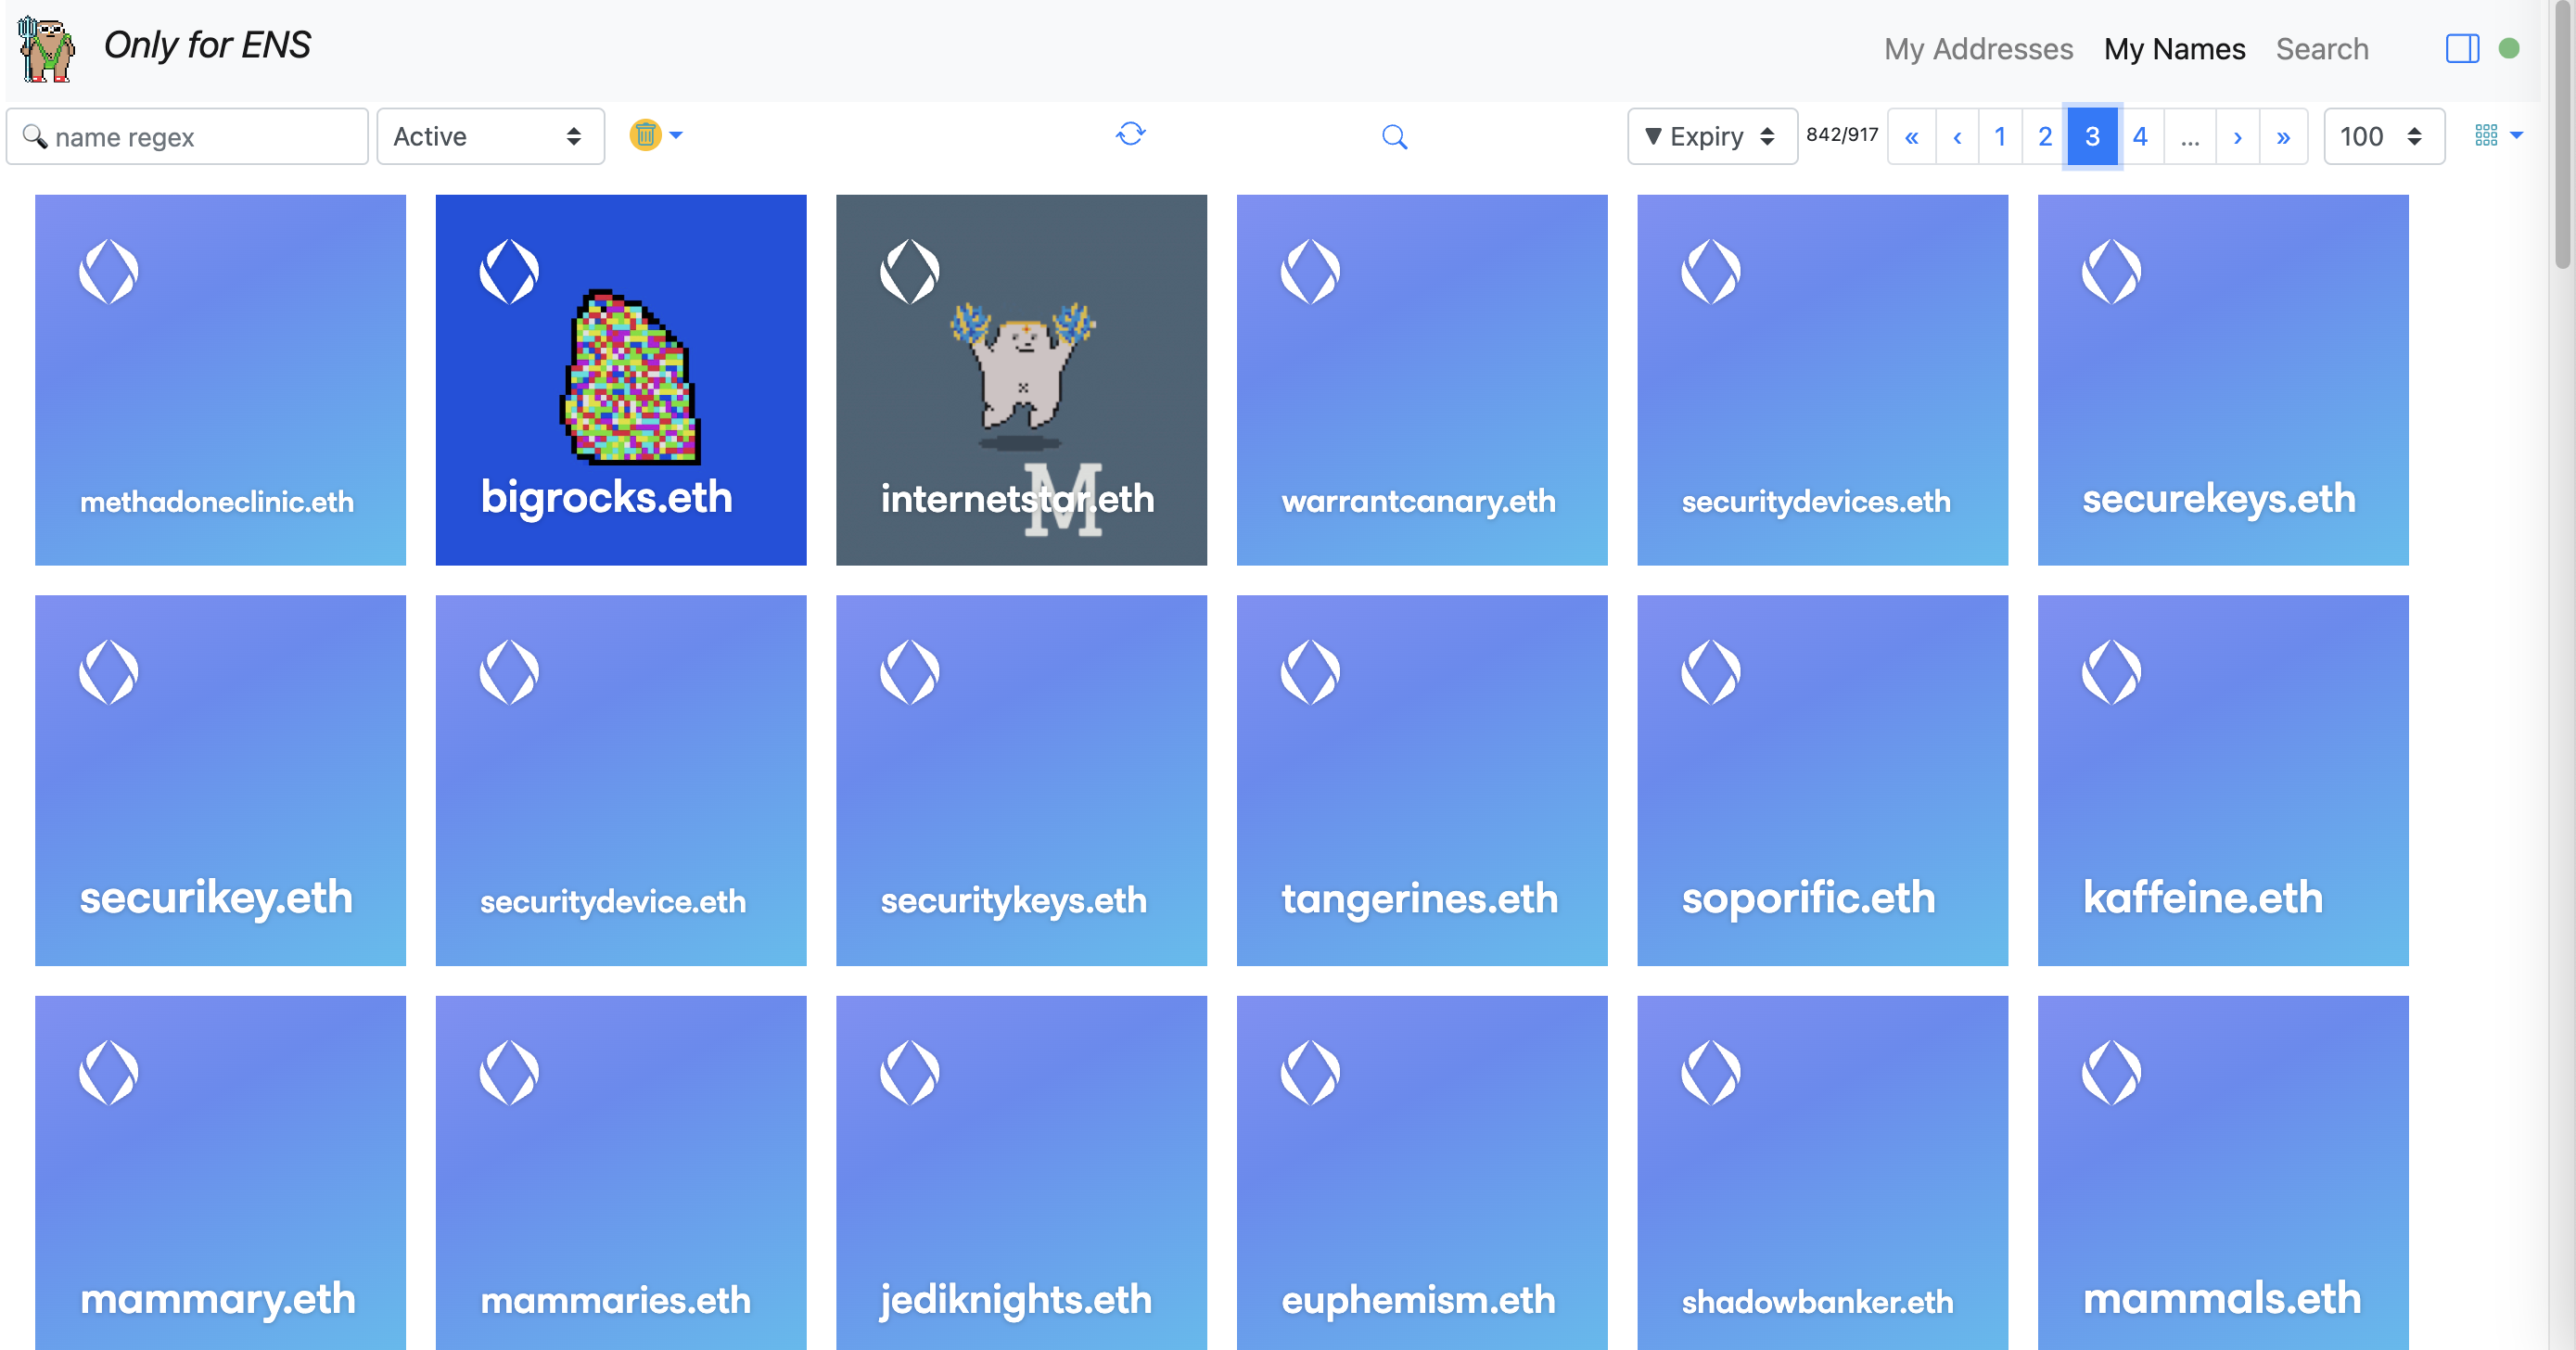 Only for ENS
My Addresses My Names Search
name regex Active ▼ Expiry 842/917 « ‹ 1 2 3 4 ... › » 100
methadoneclinic.eth bigrocks.eth internetstar.eth M warrantcanary.eth securitydevices.eth securekeys.eth
securikey.eth securitydevice.eth securitykeys.eth tangerines.eth soporific.eth kaffeine.eth
mammary.eth mammaries.eth jediknights.eth euphemism.eth shadowbanker.eth mammals.eth